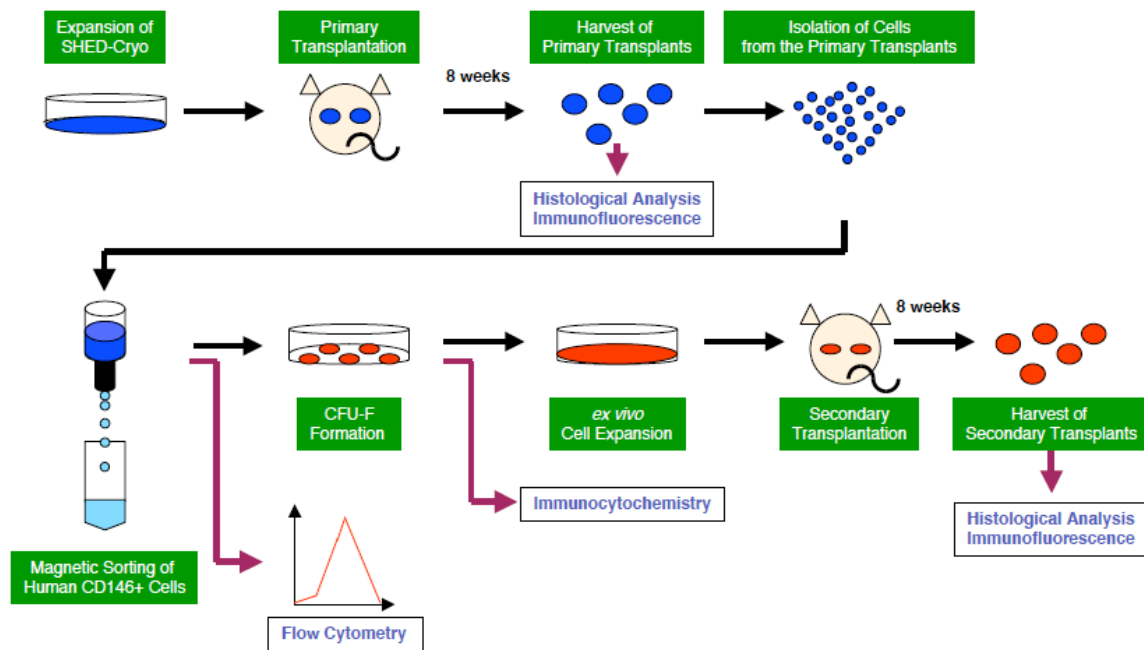 Expansion of
SHED-Cryo
Primary
Transplantation
8 weeks
Harvest of
Primary Transplants
Isolation of Cells
from the Primary Transplants
Histological Analysis
Immunofluorescence
8 weeks
CFU-F
Formation
ex vivo
Cell Expansion
Secondary
Transplantation
Harvest of
Secondary Transplants
Immunocytochemistry
Histological Analysis
Immunofluorescence
Magnetic Sorting of
Human CD146+ Cells
Flow Cytometry